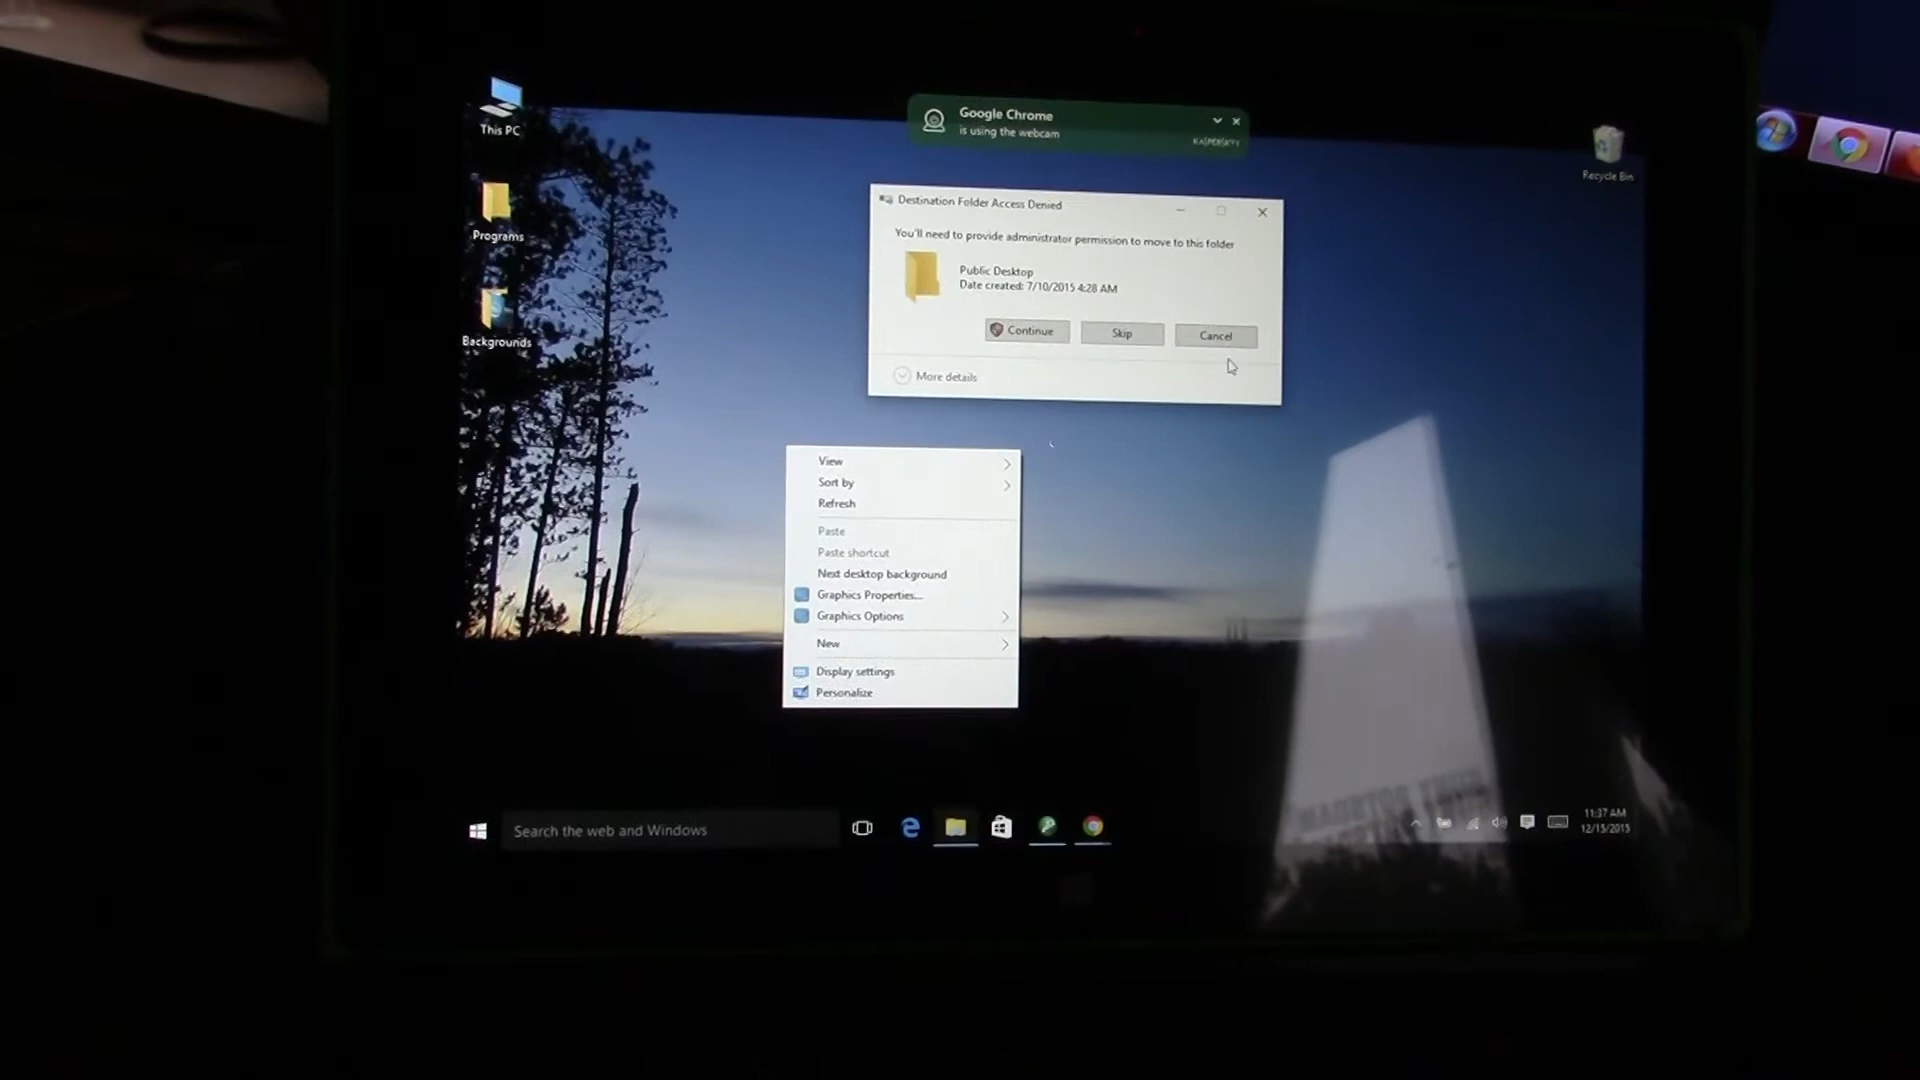 This PC
Google Chrome
is using the webcam
KASPERSKY
Recycle Bin
Programs
Destination Folder Access Denied
You'll need to provide administrator permission to move to this folder
Public Desktop
Date created: 7/10/2015 4:28 AM
Continue
Skip
Cancel
More details
Backgrounds
View
Sort by
Refresh
Paste
Paste shortcut
Next desktop background
Graphics Properties...
Graphics Options
New
Display settings
Personalize
Search the web and Windows
11:37 AM
12/15/2015